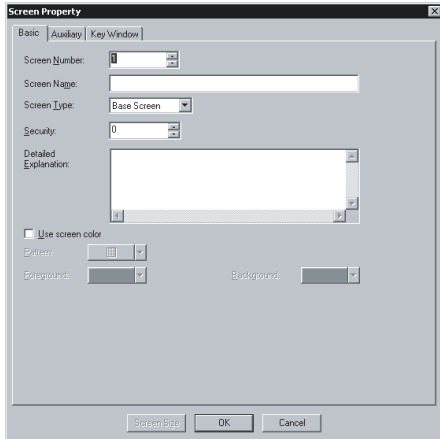 Screen Property
Basic Auxiliary Key Window
Screen Number: 1
Screen Name:
Screen Type: Base Screen
Security: 0
Detailed
Explanation:
Use screen color
Pattern:
Foreground: Background:
Screen Size OK Cancel